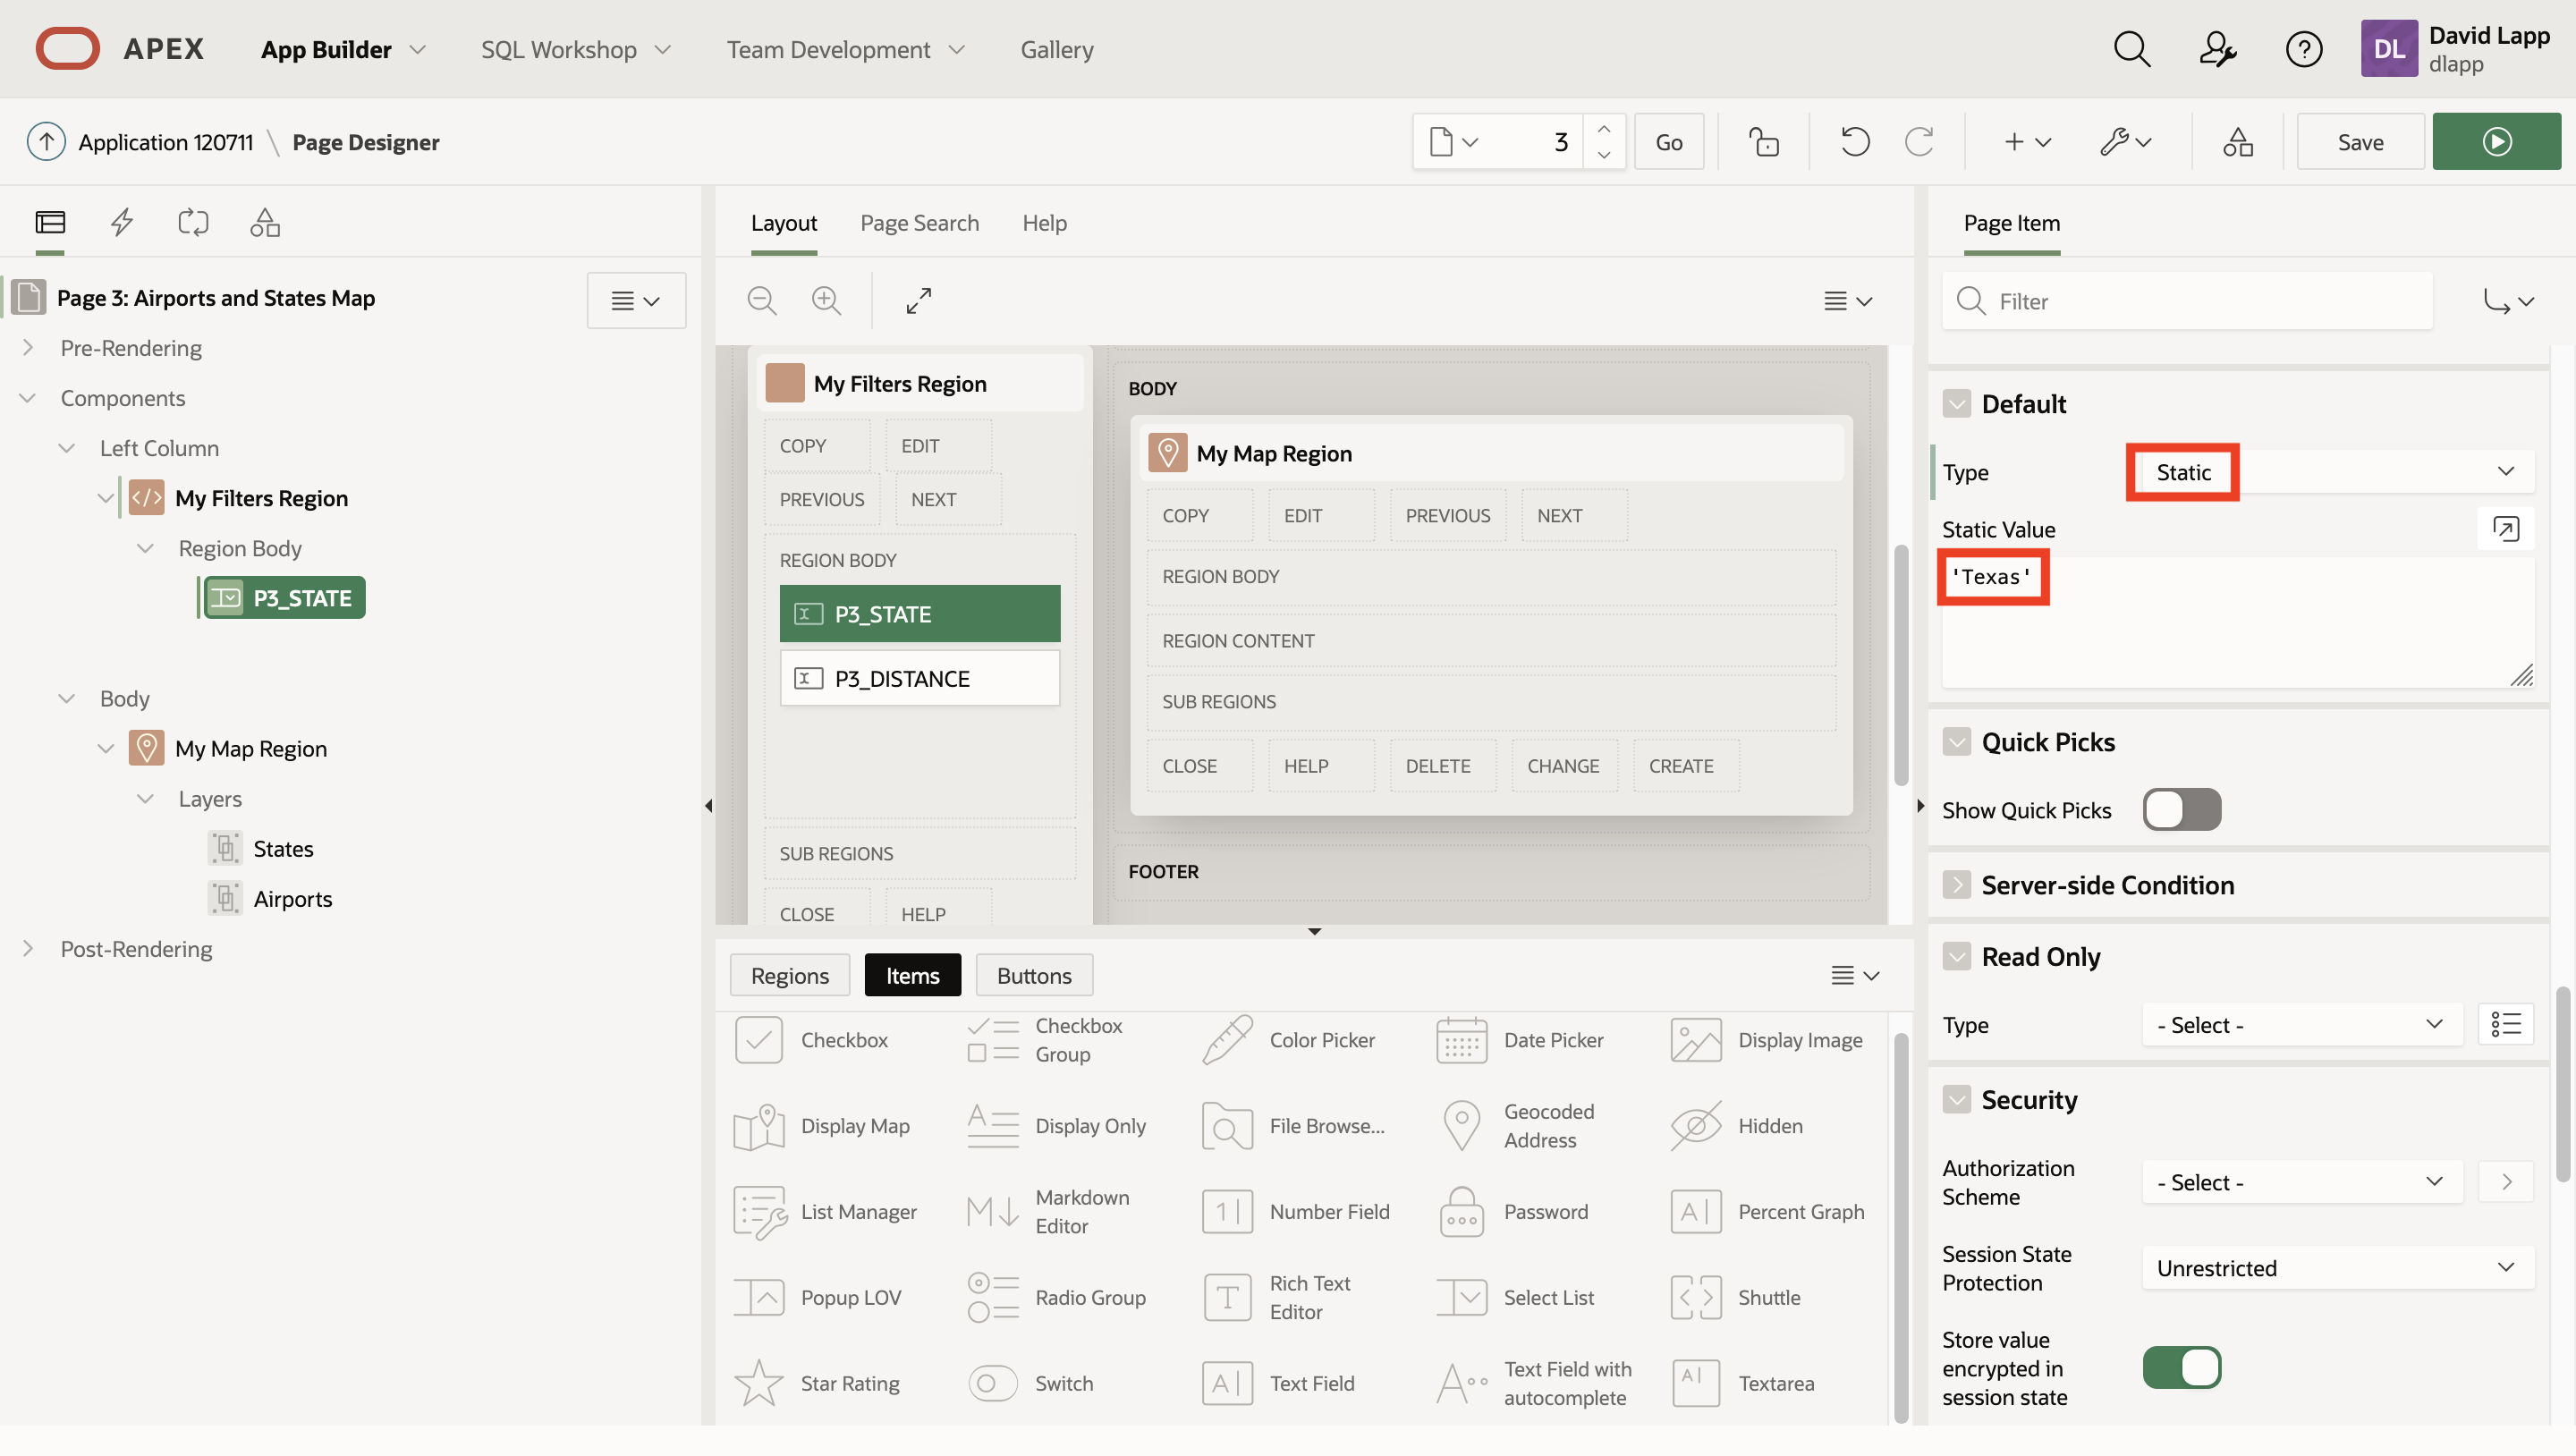 APEX
App Builder
SQL Workshop
Team Development
Gallery
DL
David Lapp
dlapp
Application 120711 \ Page Designer
3
Go
Save
Page 3: Airports and States Map
Pre-Rendering
Components
Left Column
My Filters Region
Region Body
P3_STATE
Body
My Map Region
Layers
States
Airports
Post-Rendering
Layout
Page Search
Help
My Filters Region
COPY
EDIT
PREVIOUS
NEXT
REGION BODY
P3_STATE
P3_DISTANCE
SUB REGIONS
CLOSE
HELP
BODY
My Map Region
COPY
EDIT
PREVIOUS
NEXT
REGION BODY
REGION CONTENT
SUB REGIONS
CLOSE
HELP
DELETE
CHANGE
CREATE
FOOTER
Regions
Items
Buttons
Checkbox
Checkbox
Group
Color Picker
Date Picker
Display Image
Display Map
Display Only
File Browse...
Geocoded
Address
Hidden
List Manager
Markdown
Editor
Number Field
Password
Percent Graph
Popup LOV
Radio Group
Rich Text
Editor
Select List
Shuttle
Star Rating
Switch
Text Field
Text Field with
autocomplete
Textarea
Page Item
Filter
Default
Type
Static
Static Value
'Texas'
Quick Picks
Show Quick Picks
Server-side Condition
Read Only
Type
- Select -
Security
Authorization
Scheme
- Select -
Session State
Protection
Unrestricted
Store value
encrypted in
session state